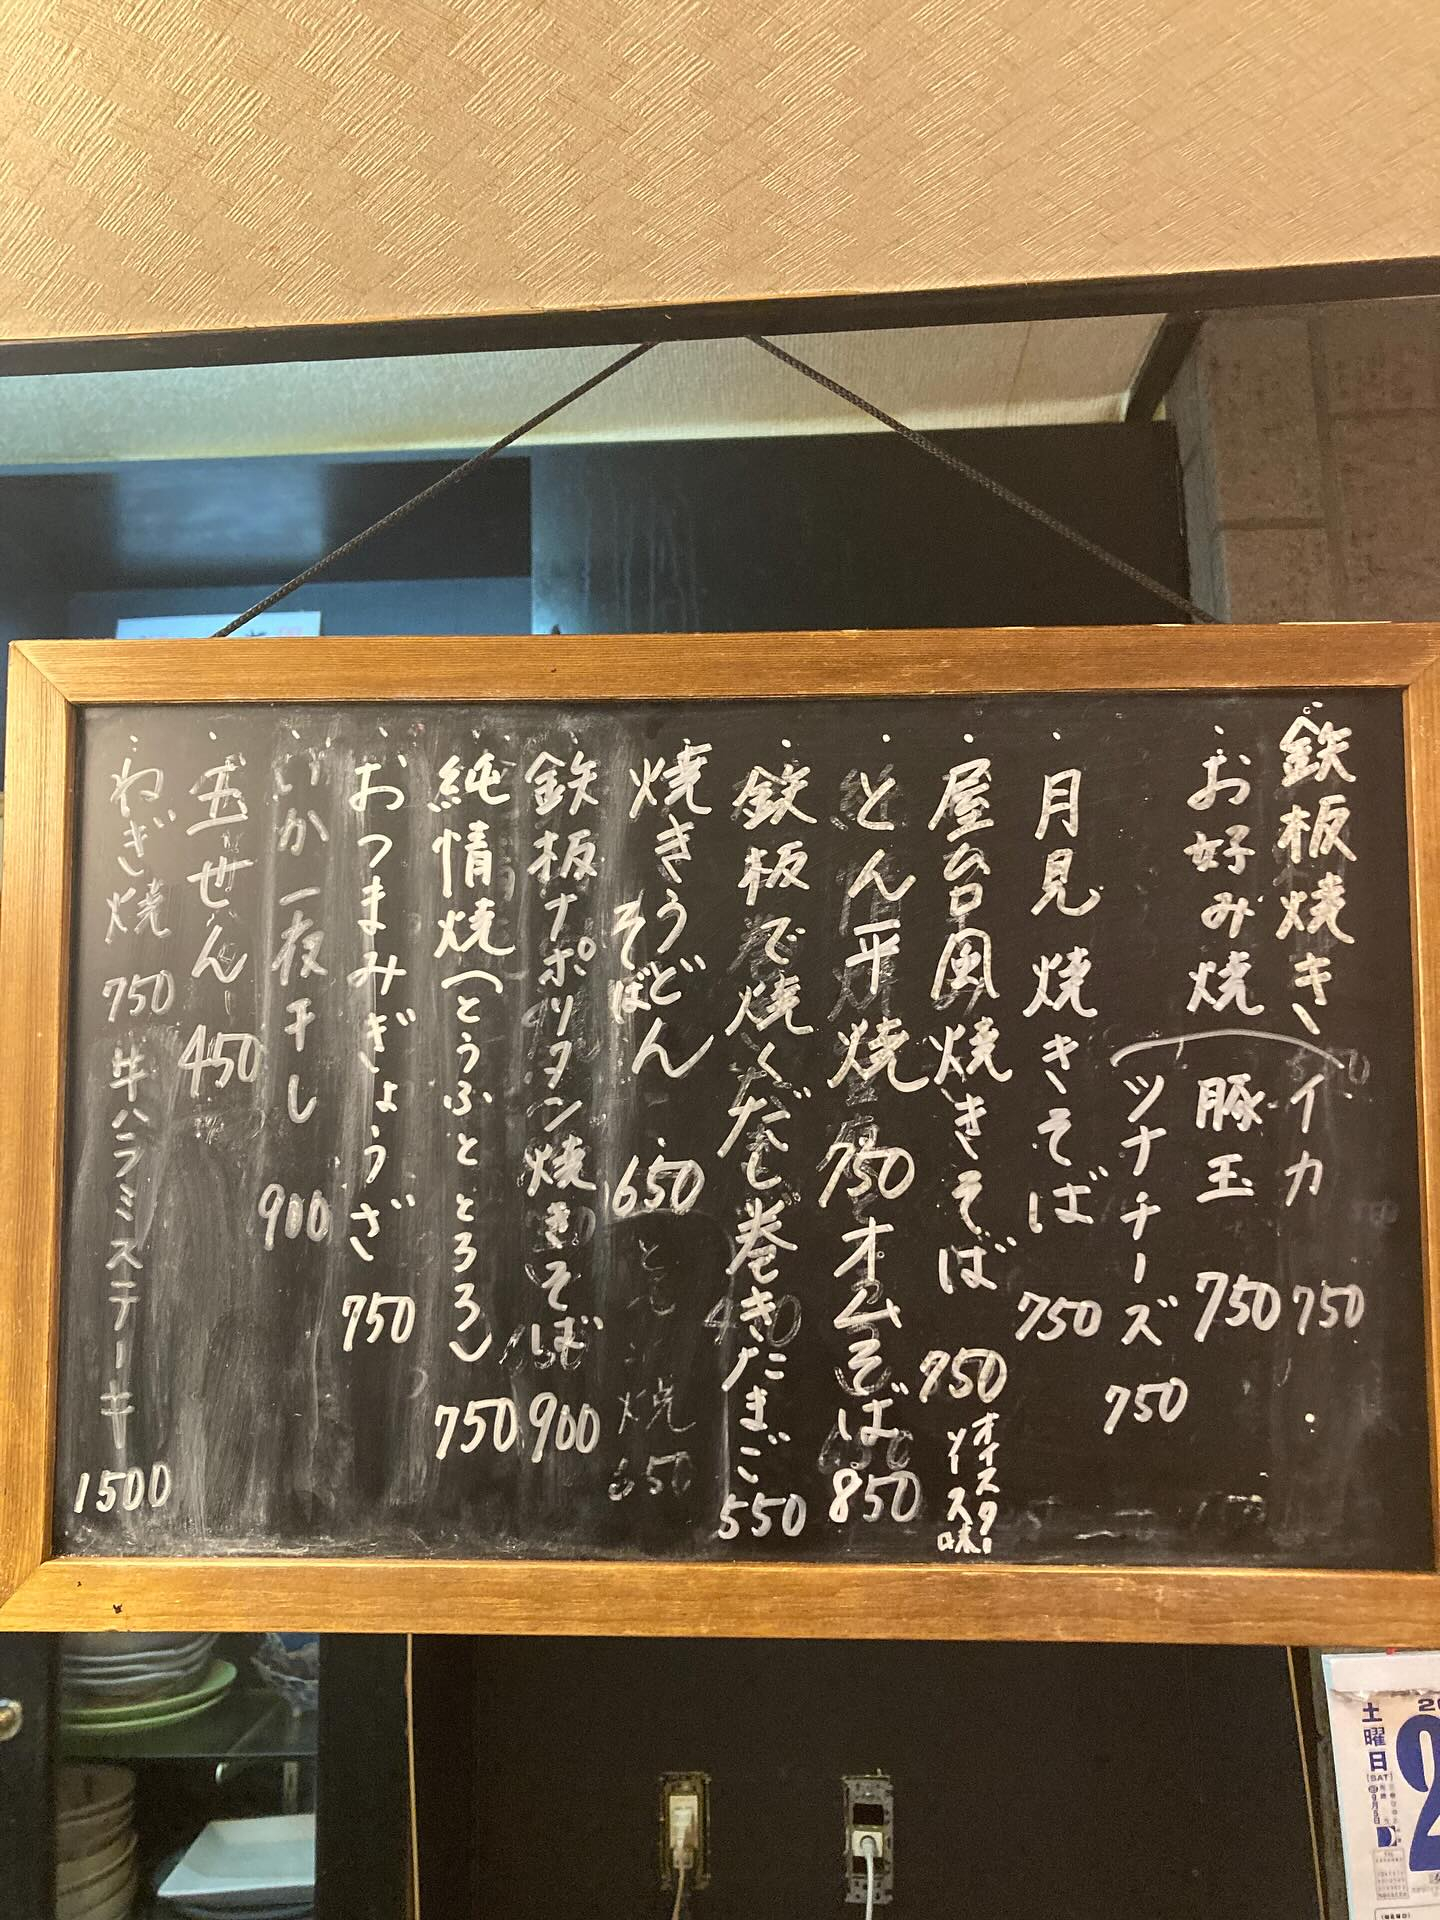 鉄板焼き
お好み焼
イカ 750
豚玉 750
ツナチーズ 750
月見焼きそば 750
屋台風焼きそば 750
オイスターソース味
とん平焼 750
オムそば 850
鉄板で焼くだし巻きたまご 550
焼きうどん 650
そば
とん 焼 650
鉄板ナポリタン焼きそば 900
純情焼(とうふととろろ) 750
おつまみぎょうざ 750
いか一夜干し 900
玉せん 450
ねぎ焼 750
牛ハラミステーキ 1500
土曜日
(SAT)